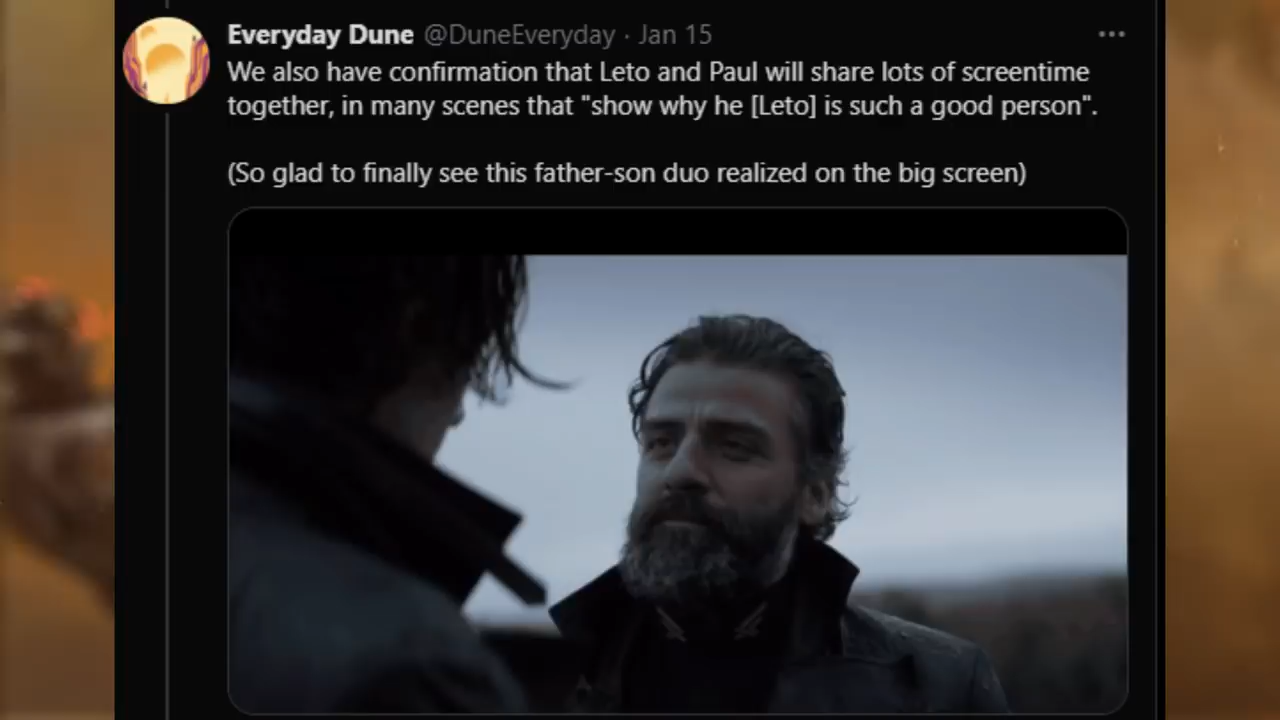 Everyday Dune @DuneEveryday · Jan 15
We also have confirmation that Leto and Paul will share lots of screentime
together, in many scenes that "show why he [Leto] is such a good person".
(So glad to finally see this father-son duo realized on the big screen)